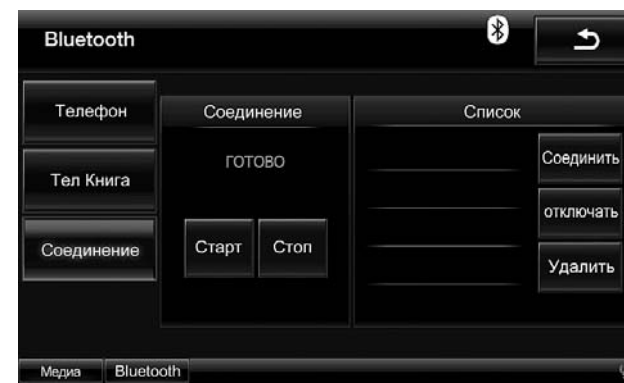 Bluetooth
Телефон
Тел Книга
Соединение
Соединение
ГОТОВО
Старт Стоп
Список
Соединить
отключать
Удалить
Медиа Bluetooth